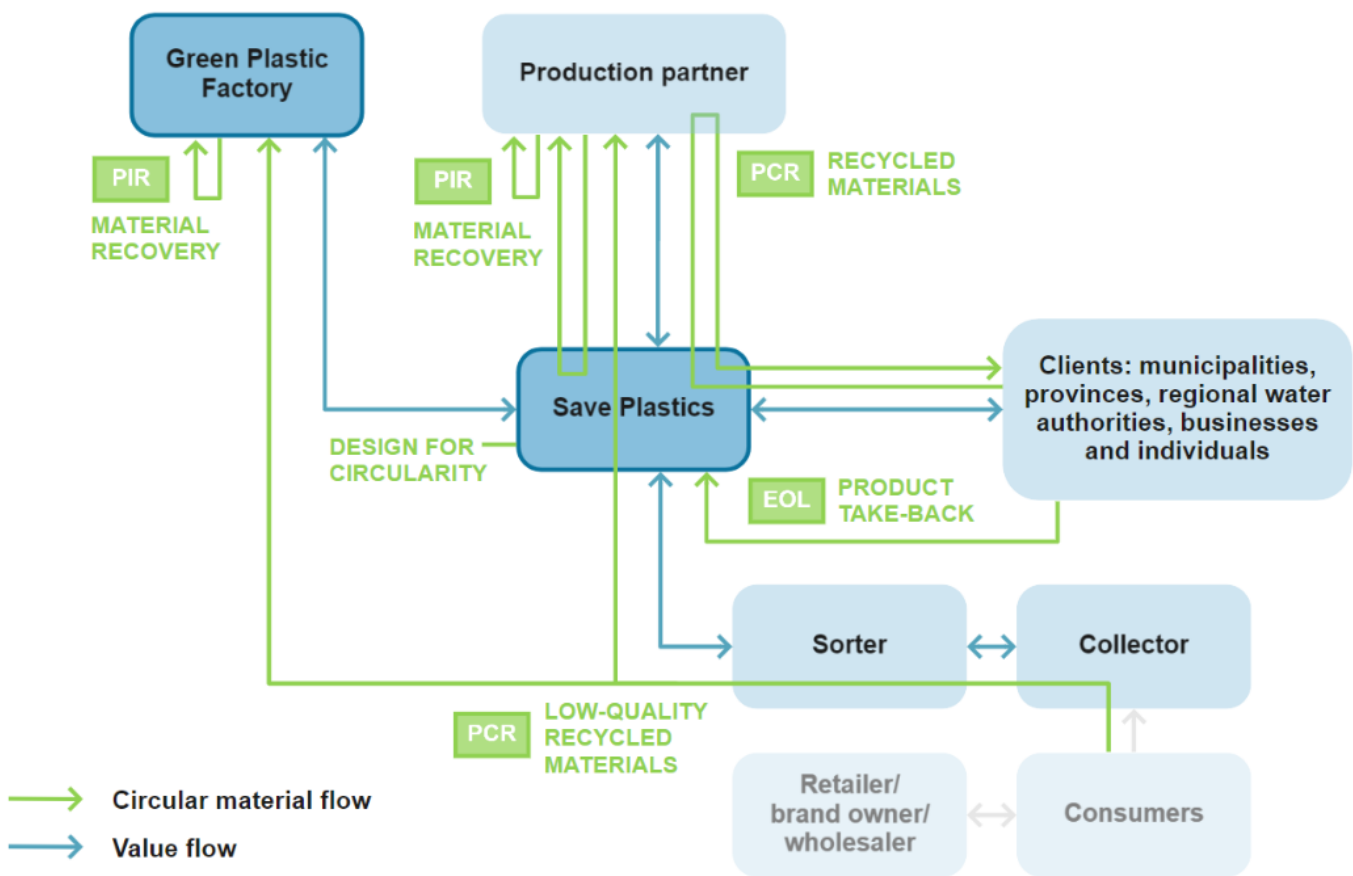 Green Plastic
Factory
Production partner
PIR
MATERIAL
RECOVERY
PIR
MATERIAL
RECOVERY
PCR
RECYCLED
MATERIALS
Save Plastics
Clients: municipalities,
provinces, regional water
authorities, businesses
and individuals
DESIGN FOR
CIRCULARITY
EOL
PRODUCT
TAKE-BACK
Sorter
Collector
PCR
LOW-QUALITY
RECYCLED
MATERIALS
Retailer/
brand owner/
wholesaler
Consumers
Circular material flow
Value flow